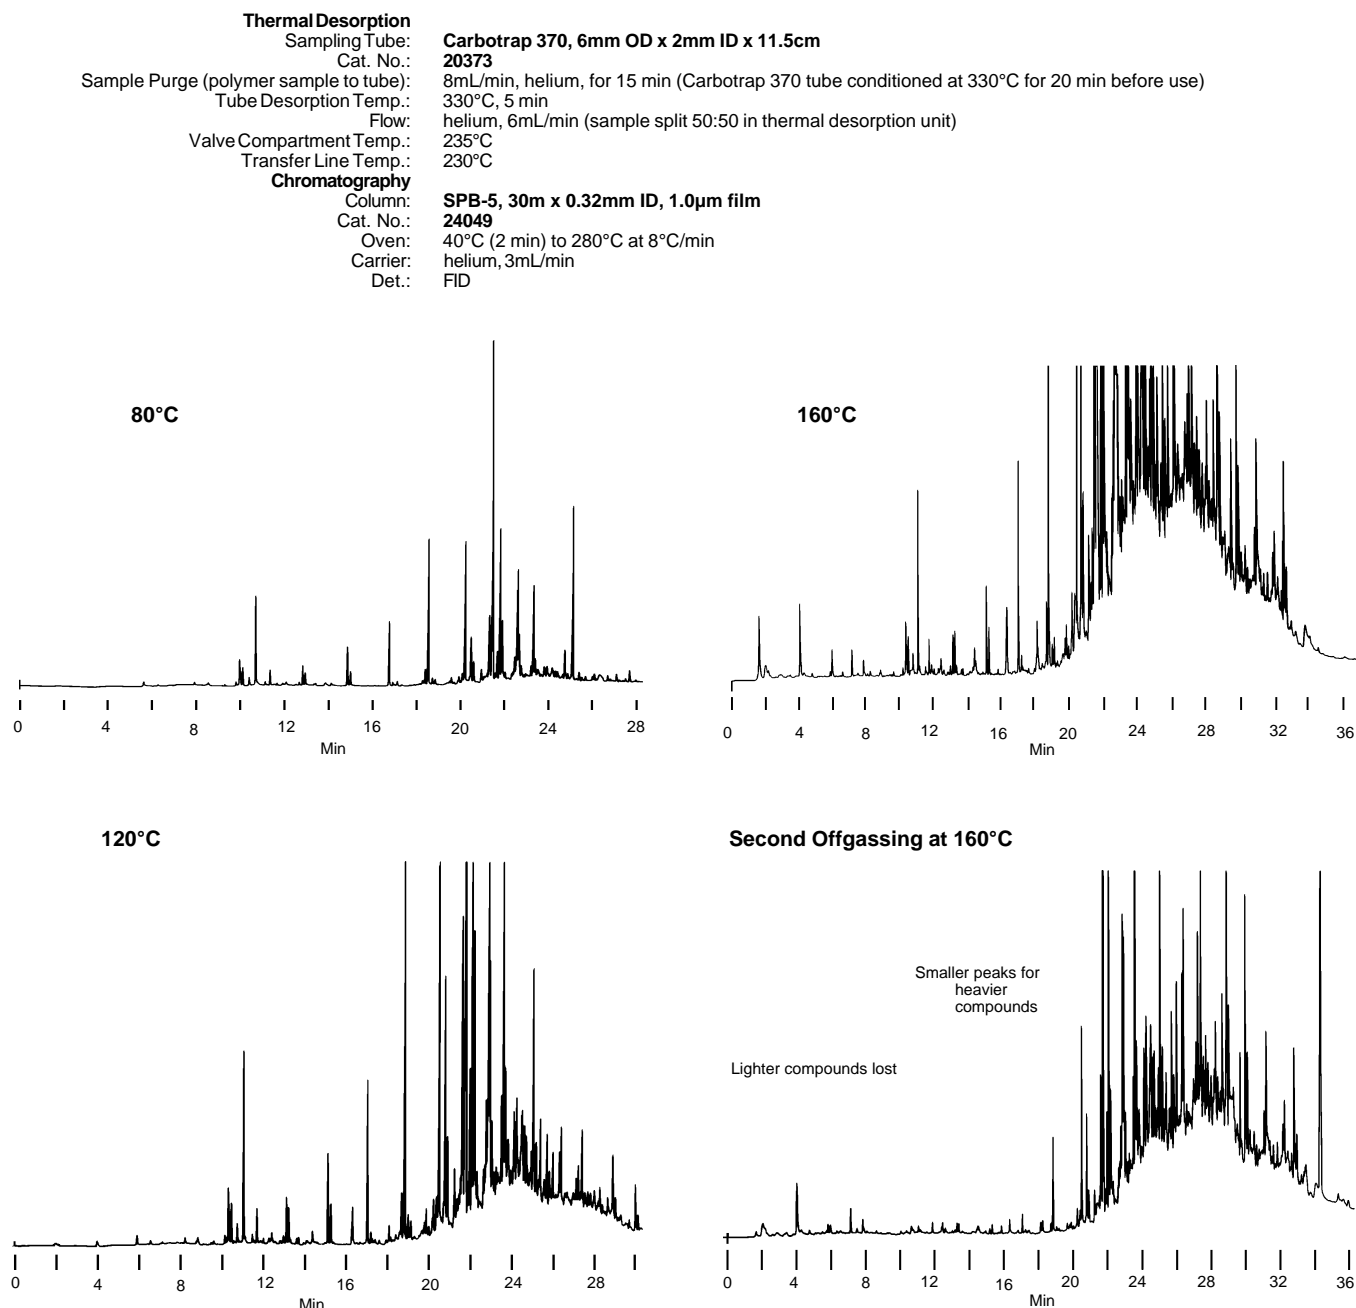 Thermal Desorption
Sampling Tube: Carbotrap 370, 6mm OD x 2mm ID x 11.5cm
Cat. No.: 20373
Sample Purge (polymer sample to tube): 8mL/min, helium, for 15 min (Carbotrap 370 tube conditioned at 330°C for 20 min before use)
Tube Desorption Temp.: 330°C, 5 min
Flow: helium, 6mL/min (sample split 50:50 in thermal desorption unit)
Valve Compartment Temp.: 235°C
Transfer Line Temp.: 230°C
Chromatography
Column: SPB-5, 30m x 0.32mm ID, 1.0µm film
Cat. No.: 24049
Oven: 40°C (2 min) to 280°C at 8°C/min
Carrier: helium, 3mL/min
Det.: FID
80°C
0 4 8 12 16 20 24 28
Min
160°C
0 4 8 12 16 20 24 28 32 36
Min
120°C
0 4 8 12 16 20 24 28
Min
Second Offgassing at 160°C
Smaller peaks for
heavier
compounds
Lighter compounds lost
0 4 8 12 16 20 24 28 32 36
Min